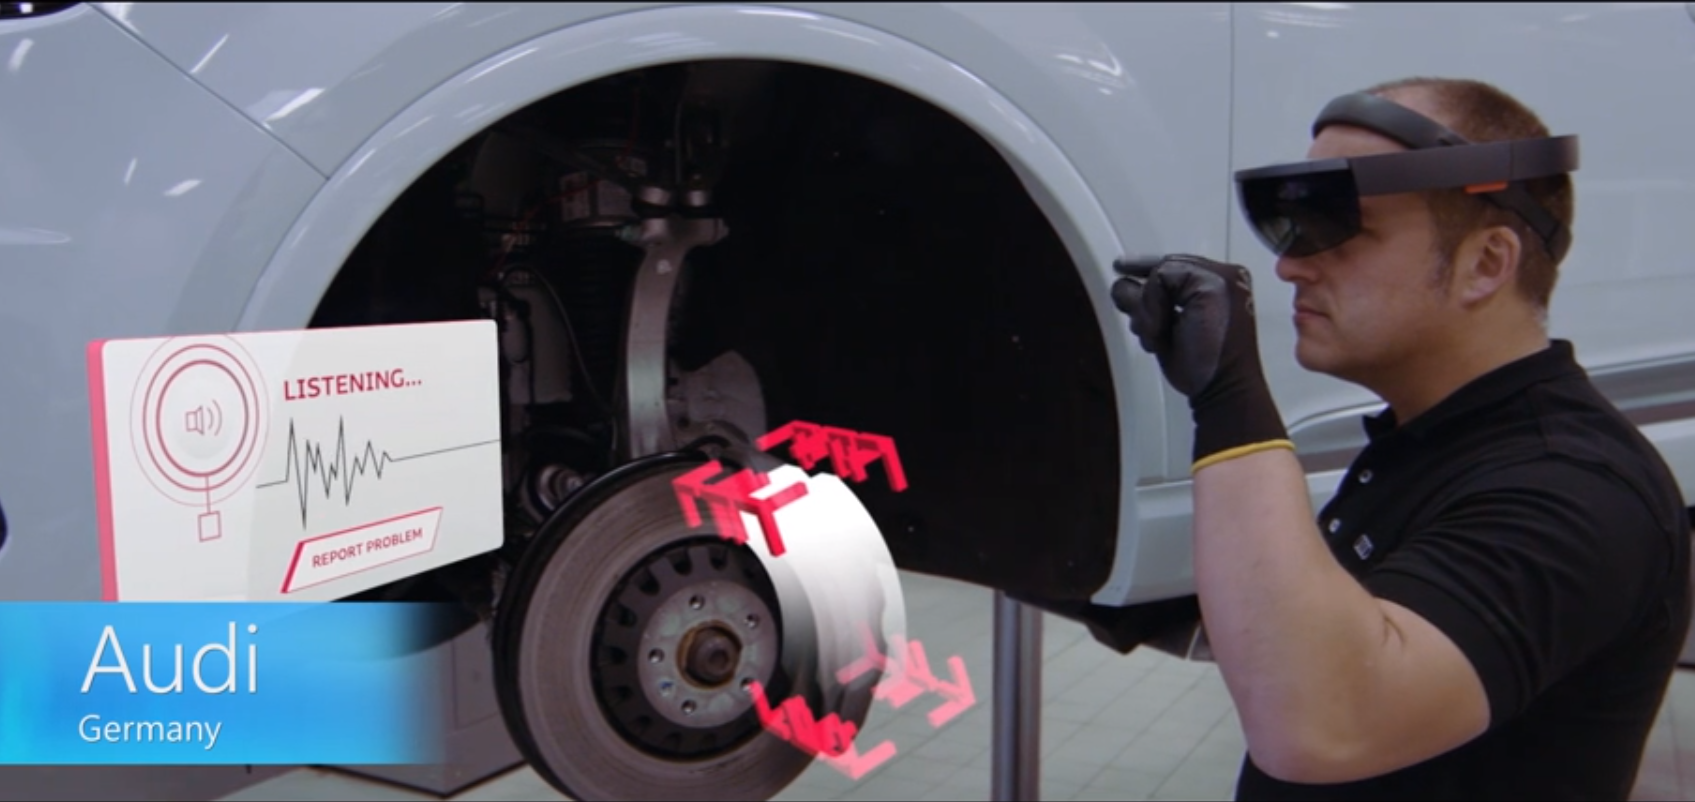 LISTENING...
REPORT PROBLEM
Audi
Germany